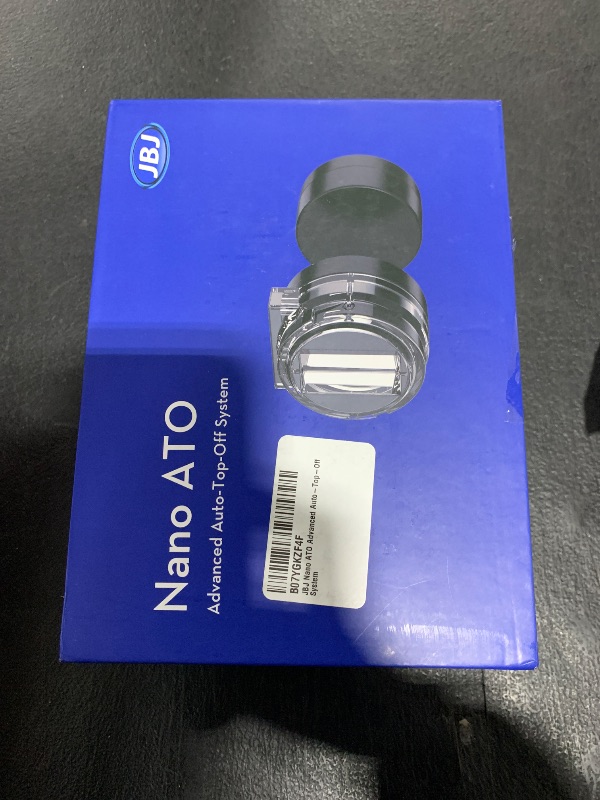 JBJ
Nano ATO
Advanced Auto-Top-Off System
B07YGKZF4F
JBJ Nano ATO Advanced Auto-Top-Off
System